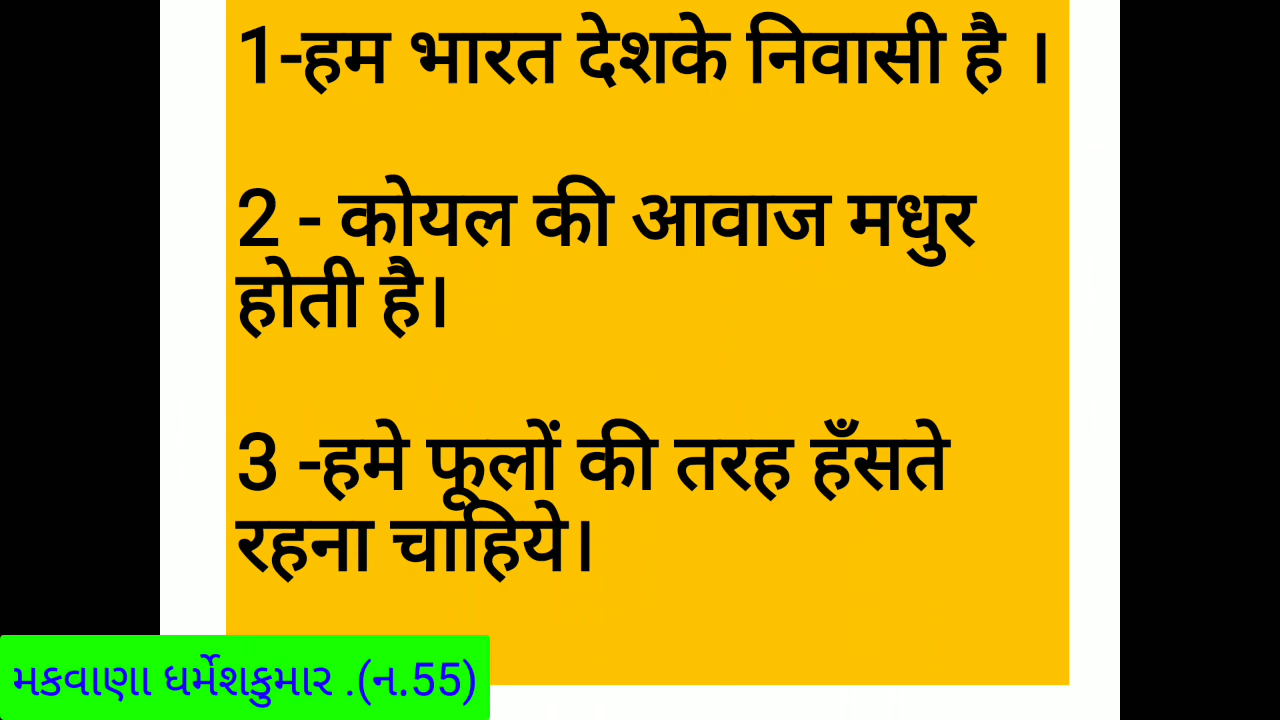 1-हम भारत देशके निवासी है ।
2 - कोयल की आवाज मधुर
होती है।
3 -हमे फूलों की तरह हँसते
रहना चाहिये।
મકવાણા ધર્મેશકુમાર .(ન.55)